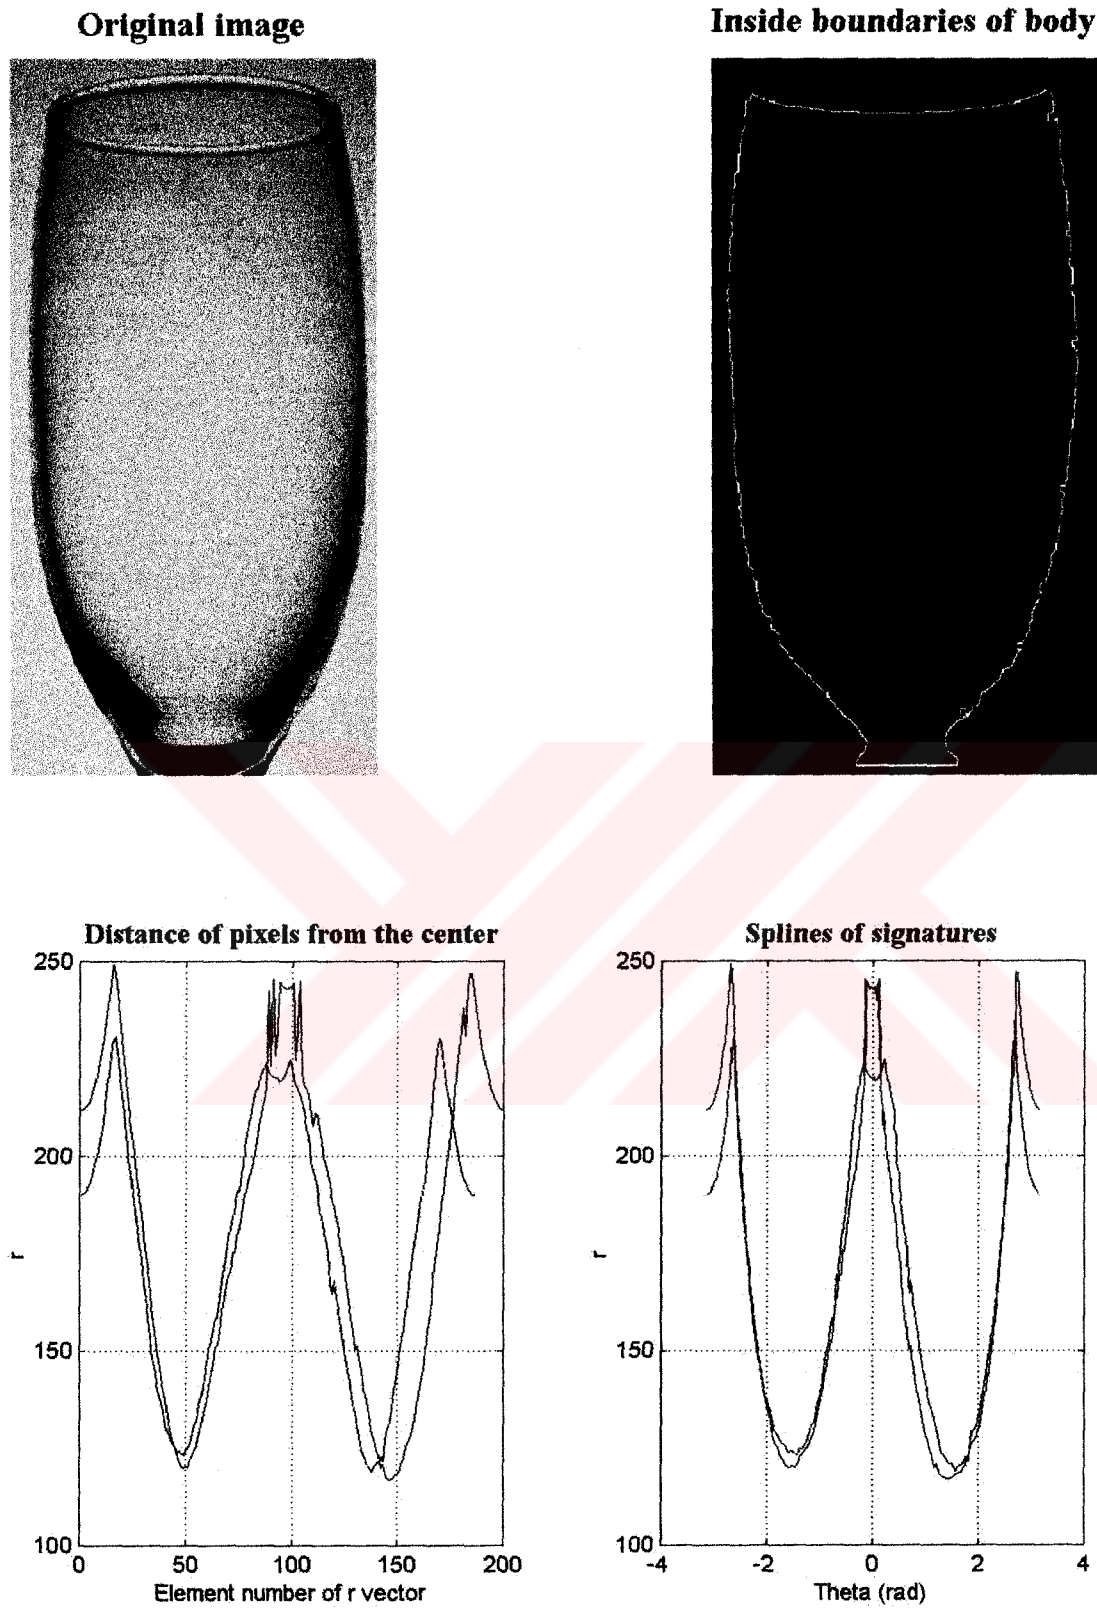 Original image
Inside boundaries of body
Distance of pixels from the center
250
200
150
100
r
0
50
100
150
200
Element number of r vector
Splines of signatures
250
200
150
100
r
-4
-2
0
2
4
Theta (rad)